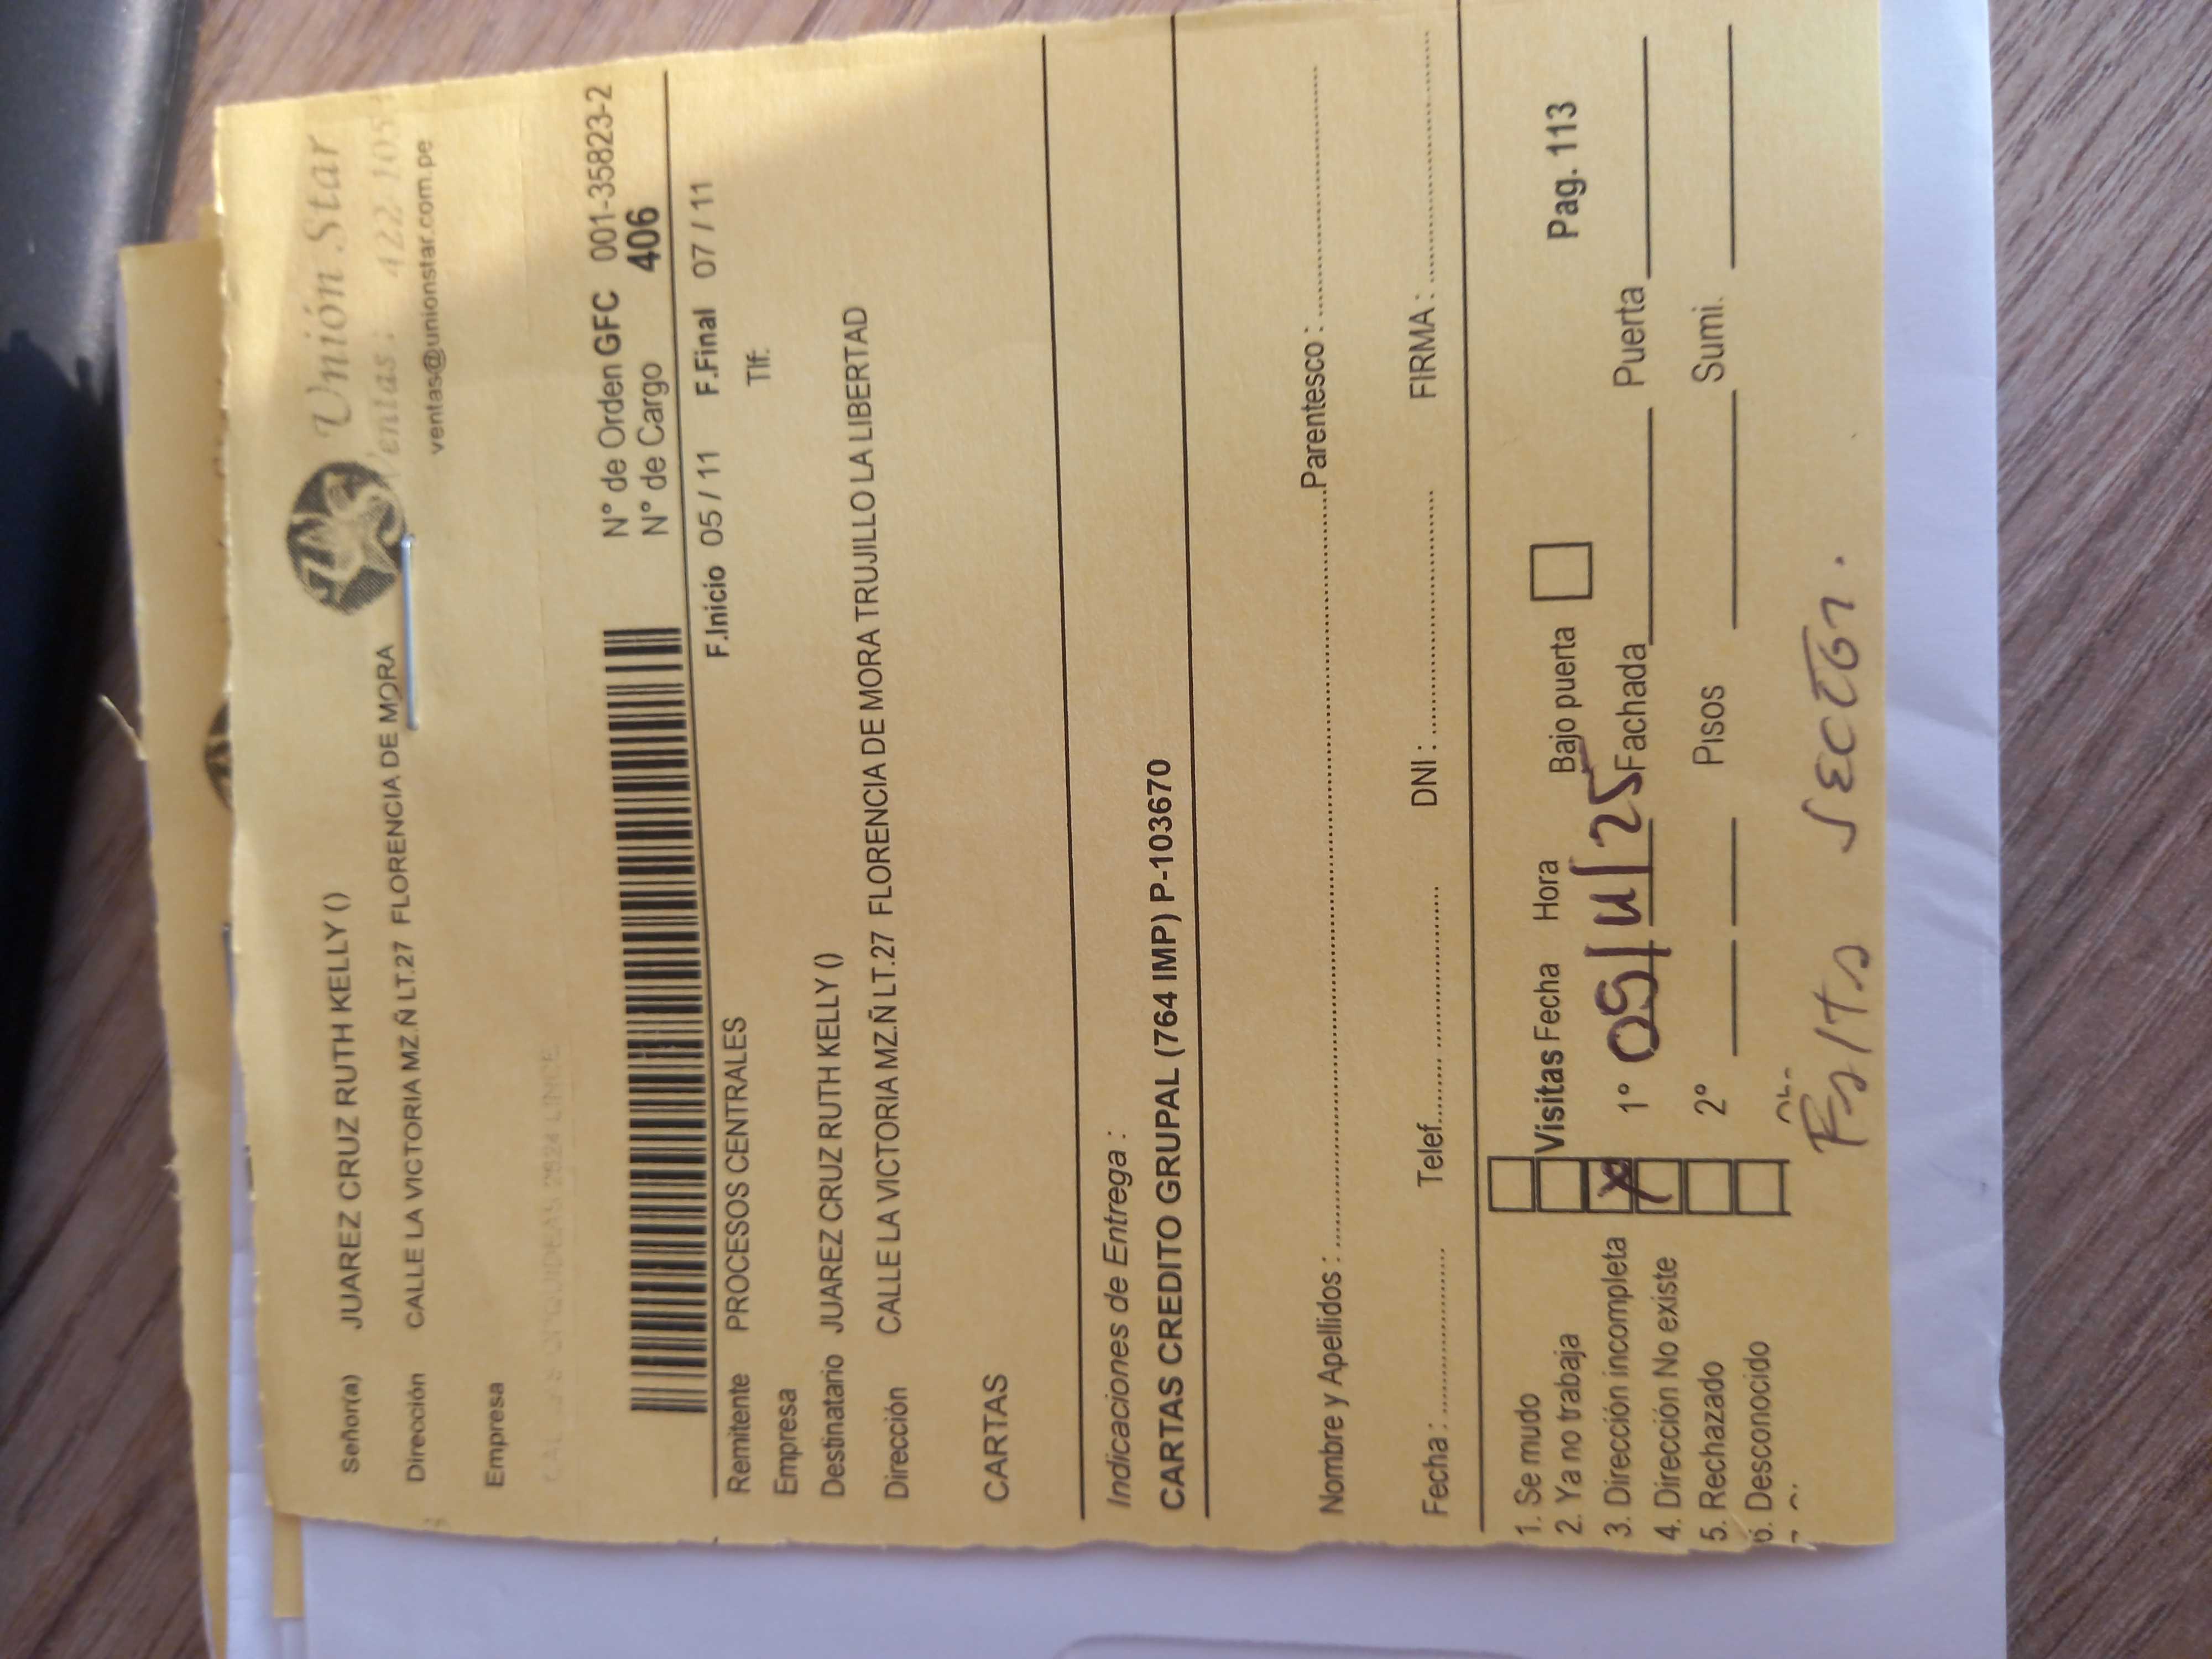 Unión Star
Ventas: 422-105
ventas@unionstar.com.pe
Señor(a) JUAREZ CRUZ RUTH KELLY ()
Dirección CALLE LA VICTORIA MZ.Ñ LT.27 FLORENCIA DE MORA
Empresa
N° de Orden GFC 001-35823-2
N° de Cargo 406
Remitente PROCESOS CENTRALES F.Inicio 05 / 11 F.Final 07 / 11
Empresa Tlf:
Destinatario JUAREZ CRUZ RUTH KELLY ()
Dirección CALLE LA VICTORIA MZ.Ñ LT.27 FLORENCIA DE MORA TRUJILLO LA LIBERTAD
CARTAS
Indicaciones de Entrega :
CARTAS CREDITO GRUPAL (764 IMP) P-103670
Nombre y Apellidos : Parentesco :
Fecha : Telef. DNI : FIRMA :
1. Se mudo
2. Ya no trabaja Visitas Fecha Hora Bajo puerta Pag. 113
3. Dirección incompleta X 1° 05/11/25 Fachada Puerta
4. Dirección No existe
5. Rechazado 2° Pisos Sumi.
6. Desconocido
Falta sector.